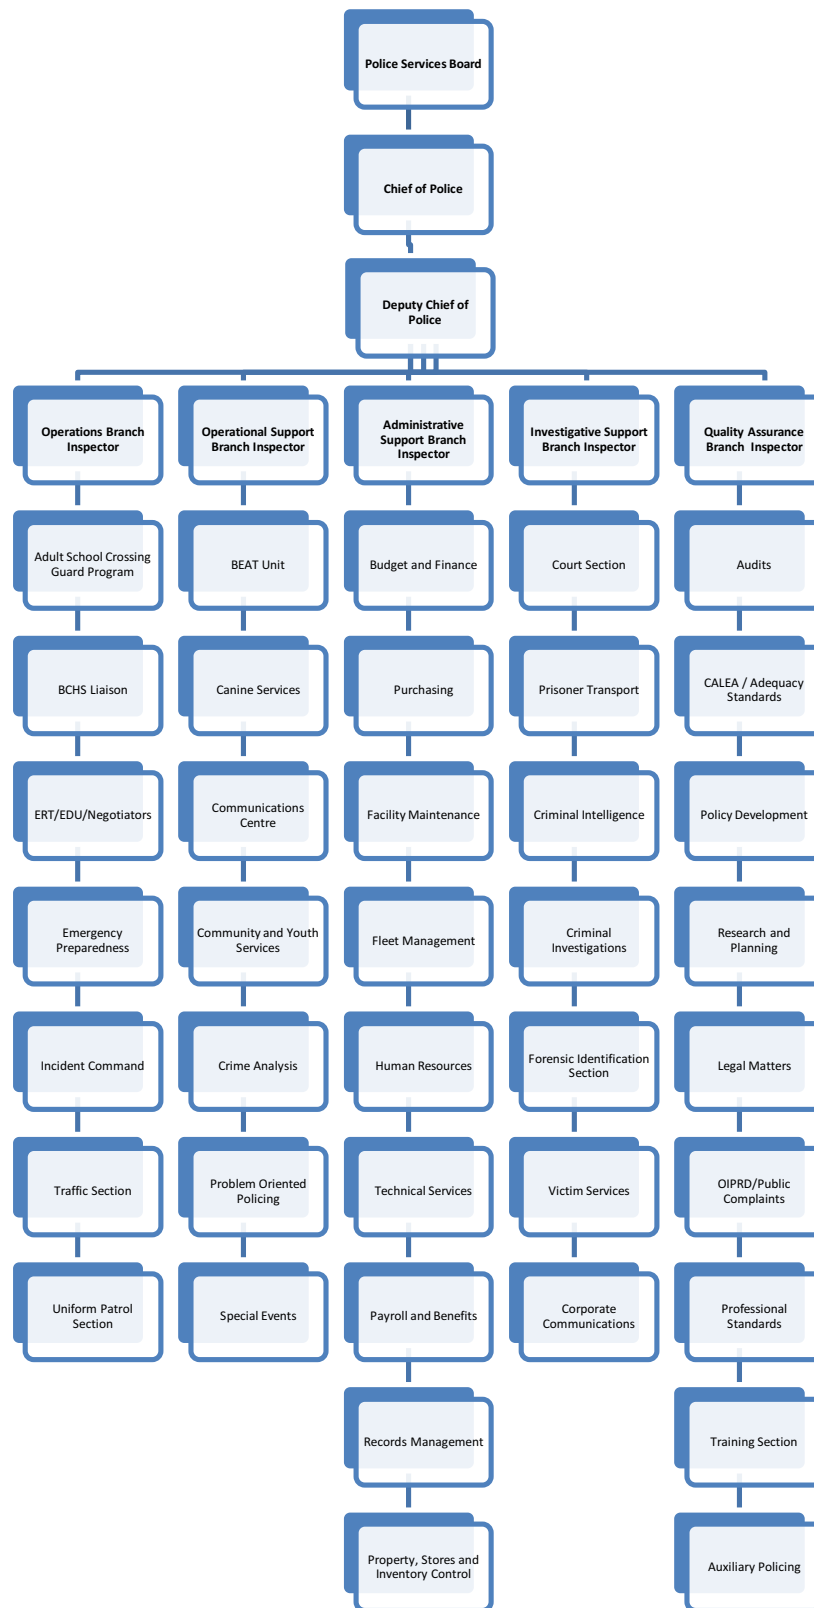 Police Services Board
Chief of Police
Deputy Chief of
Police
Operations Branch
Inspector
Operational Support
Branch Inspector
Administrative
Support Branch
Inspector
Investigative Support
Branch Inspector
Quality Assurance
Branch Inspector
Adult School Crossing
Guard Program
BEAT Unit
Budget and Finance
Court Section
Audits
BCHS Liaison
Canine Services
Purchasing
Prisoner Transport
CALEA / Adequacy
Standards
ERT/EDU/Negotiators
Communications
Centre
Facility Maintenance
Criminal Intelligence
Policy Development
Emergency
Preparedness
Community and Youth
Services
Fleet Management
Criminal
Investigations
Research and
Planning
Incident Command
Crime Analysis
Human Resources
Forensic Identification
Section
Legal Matters
Traffic Section
Problem Oriented
Policing
Technical Services
Victim Services
OIPRD/Public
Complaints
Uniform Patrol
Section
Special Events
Payroll and Benefits
Corporate
Communications
Professional
Standards
Records Management
Training Section
Property, Stores and
Inventory Control
Auxiliary Policing